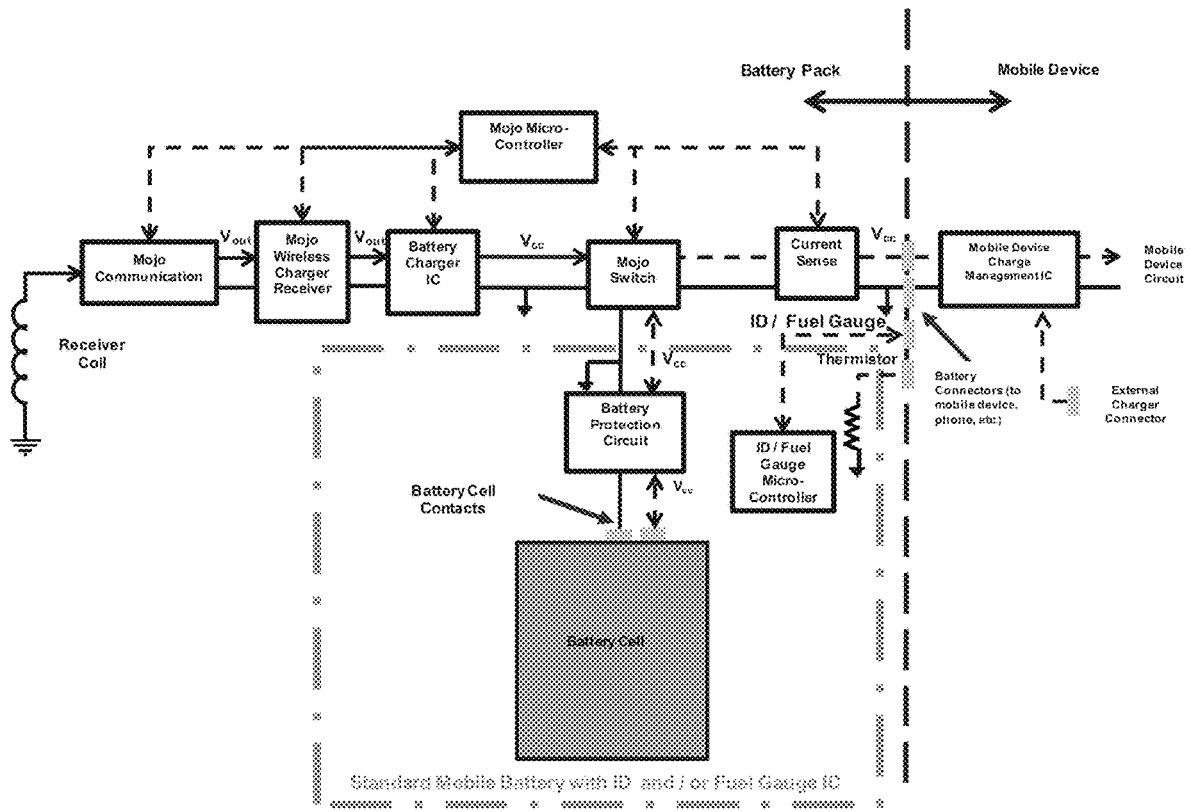 Battery Pack
Mobile Device
Mojo Micro-
Controller
Mojo
Communication
Vout
Mojo
Wireless
Charger
Receiver
Vout
Battery
Charger
IC
Vcc
Mojo
Switch
Current
Sense
Vcc
Mobile Device
Charge
Management IC
Mobile
Device
Circuit
Receiver
Coil
ID / Fuel Gauge
Vcc
Thermistor
Battery
Connectors (to
mobile device,
phone, etc.)
External
Charger
Connector
Battery
Protection
Circuit
ID / Fuel
Gauge
Micro-
Controller
Battery Cell
Contacts
Vcc
Battery Cell
Standard Mobile Battery with ID and / or Fuel Gauge IC